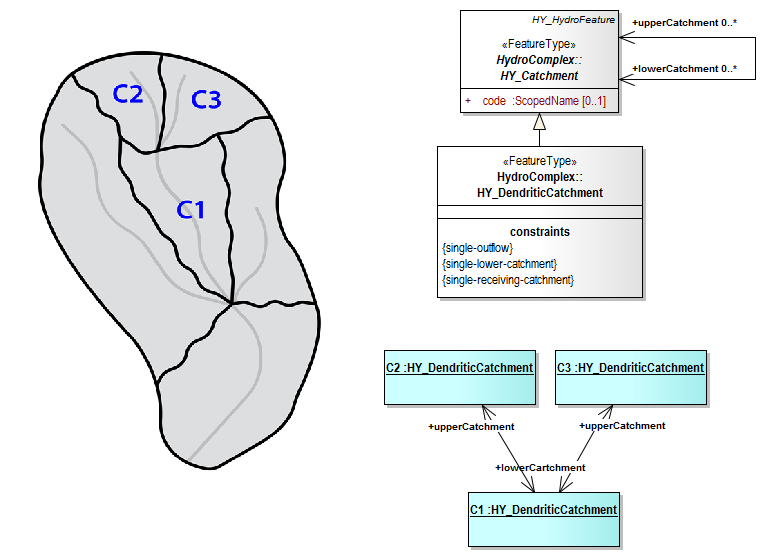 C2
C3
C1
HY_HydroFeature
«FeatureType»
HydroComplex::
HY_Catchment
+ code :ScopedName [0..1]
+upperCatchment 0..*
+lowerCatchment 0..*
«FeatureType»
HydroComplex::
HY_DendriticCatchment
constraints
{single-outflow}
{single-lower-catchment}
{single-receiving-catchment}
C2 :HY_DendriticCatchment
C3 :HY_DendriticCatchment
+upperCatchment
+upperCatchment
+lowerCartchment
C1 :HY_DendriticCatchment